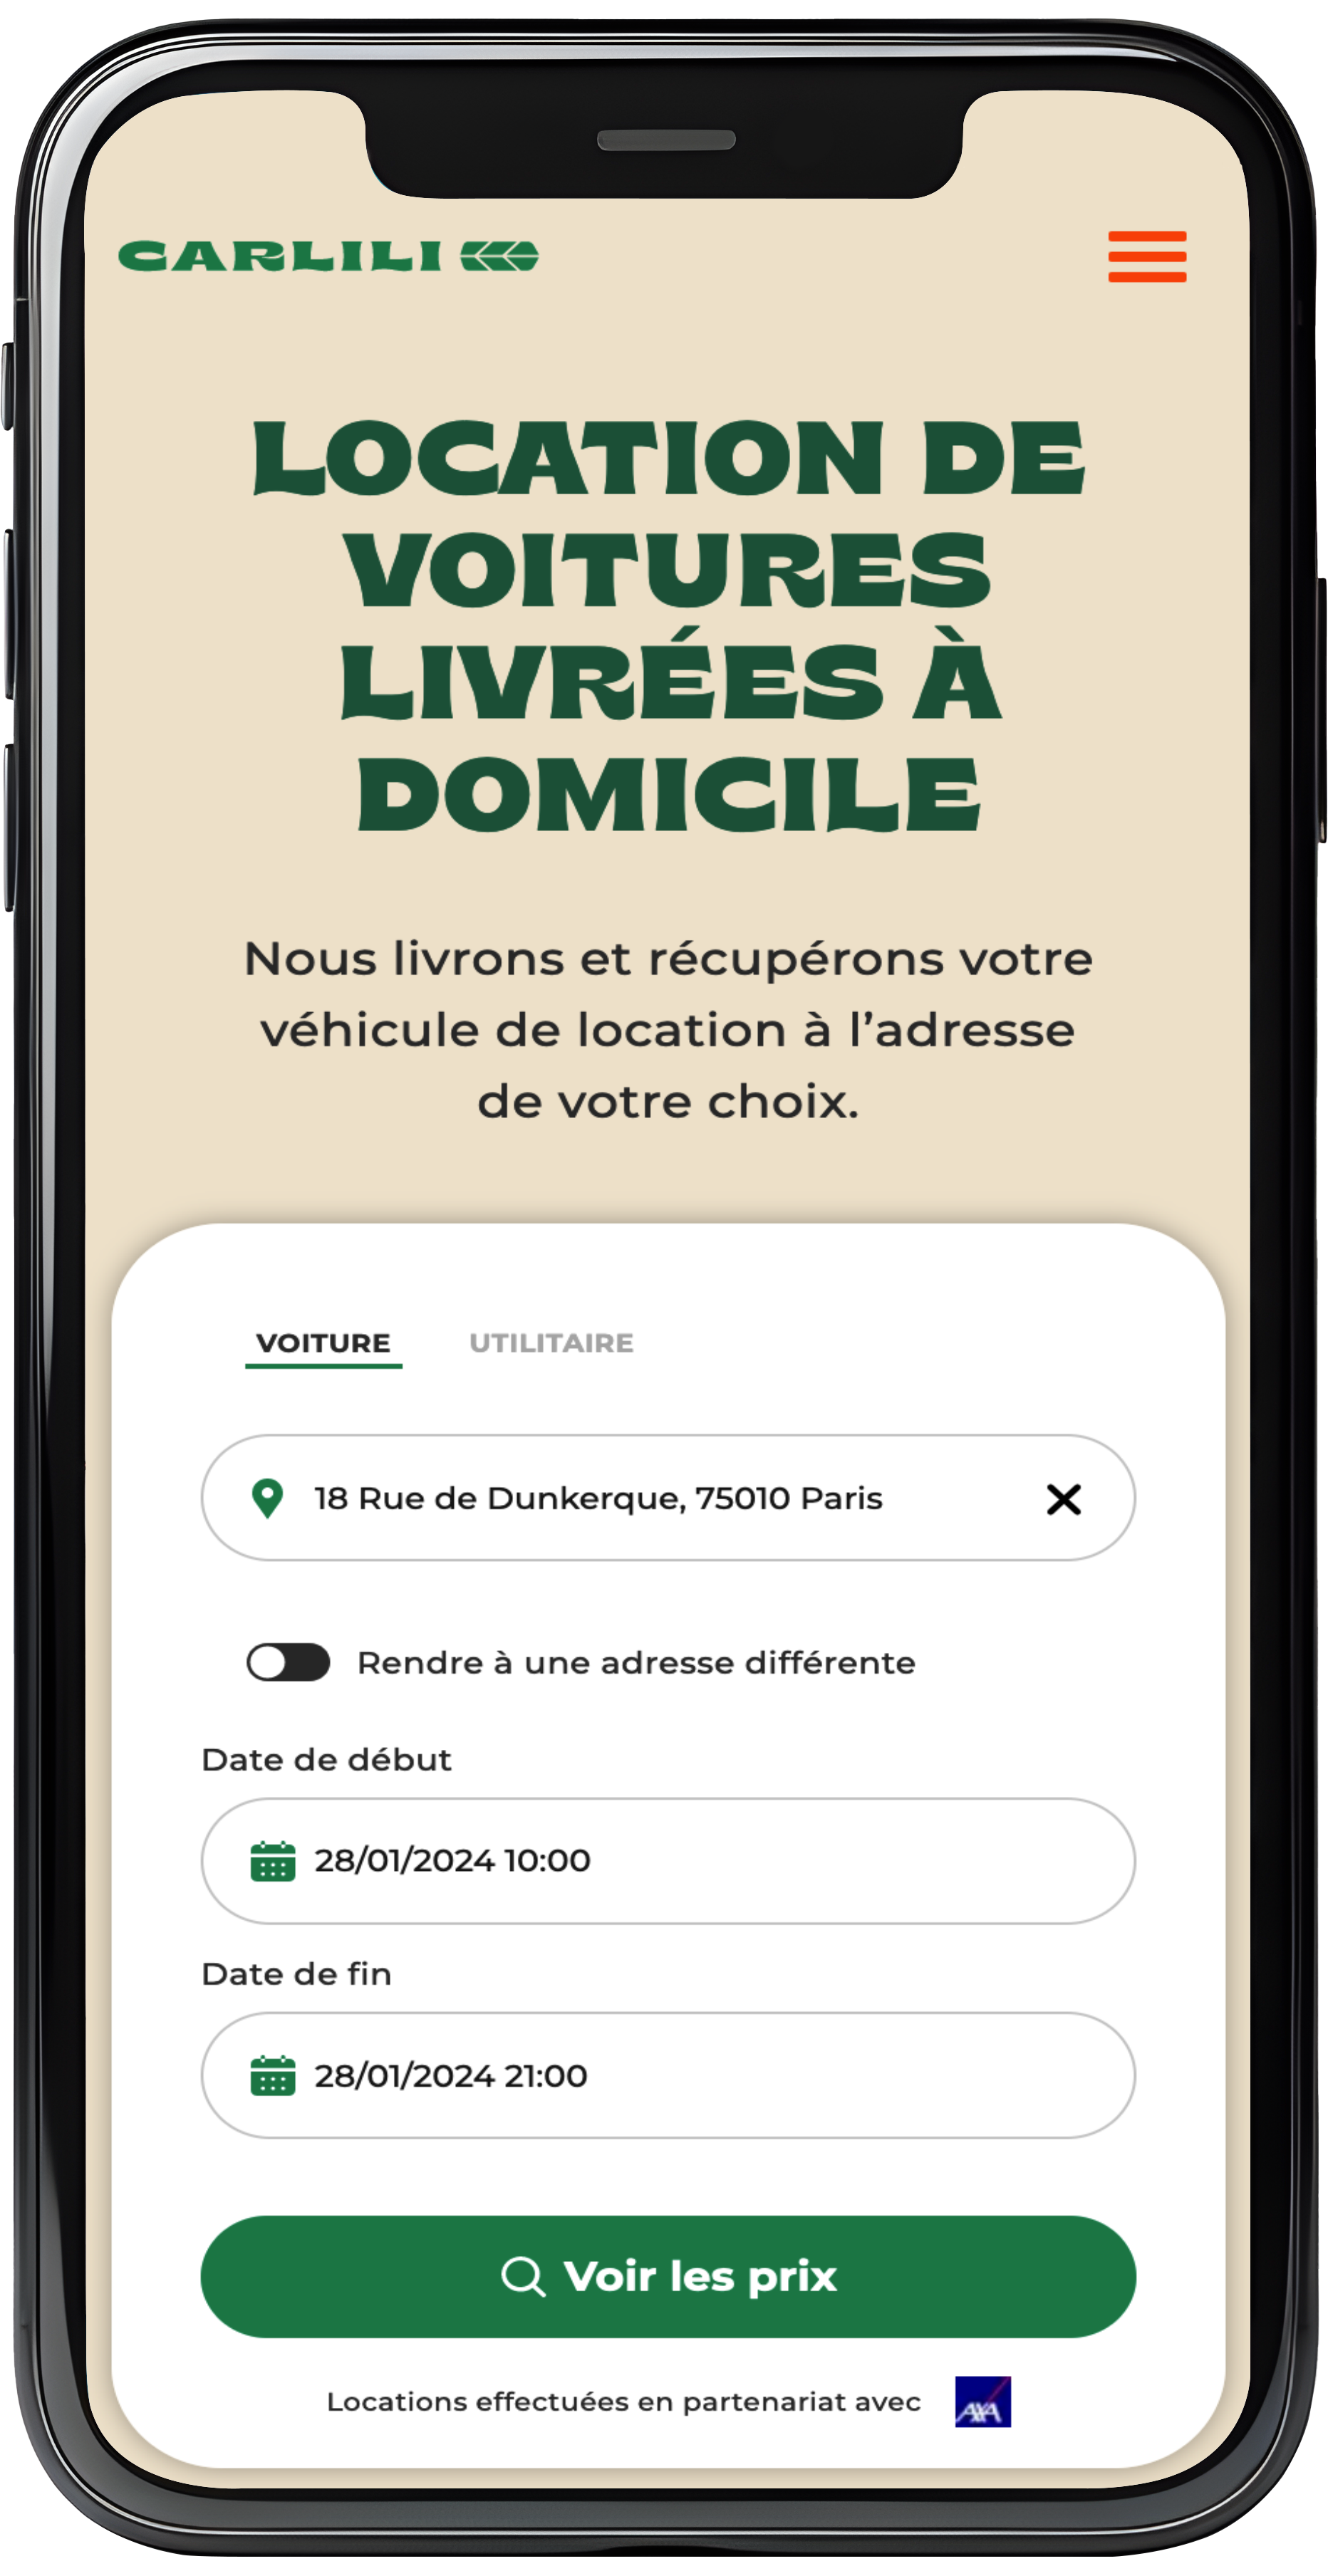 CARLILI
LOCATION DE
VOITURES
LIVRÉES À
DOMICILE
Nous livrons et récupérons votre
véhicule de location à l’adresse
de votre choix.
VOITURE UTILITAIRE
18 Rue de Dunkerque, 75010 Paris
Rendre à une adresse différente
Date de début
28/01/2024 10:00
Date de fin
28/01/2024 21:00
Voir les prix
Locations effectuées en partenariat avec AXA